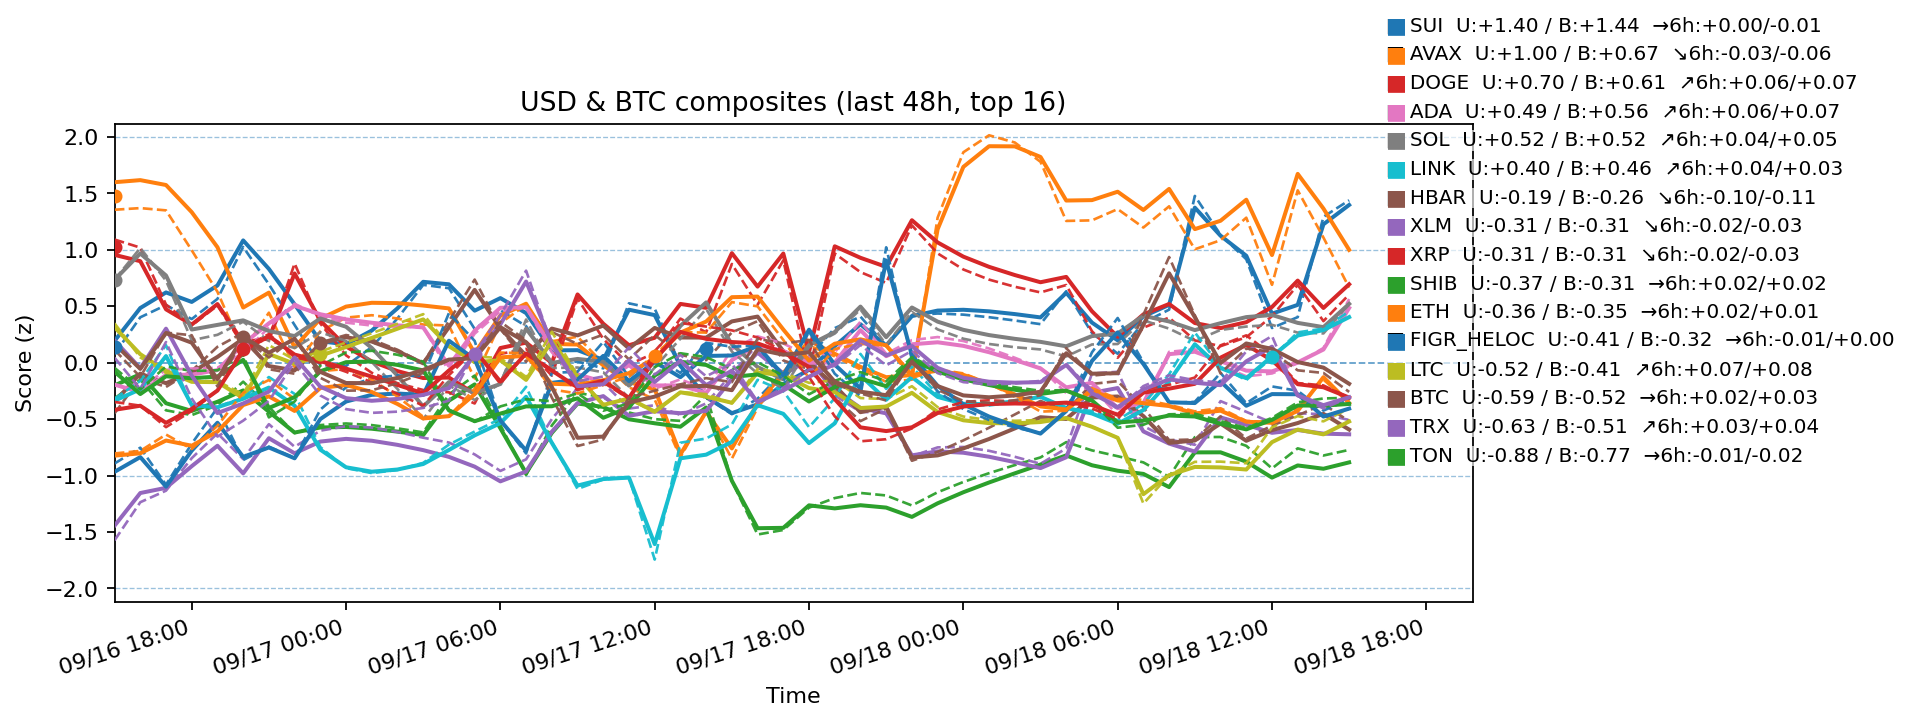 SUI  U:+1.40 / B:+1.44  →6h:+0.00/-0.01
AVAX  U:+1.00 / B:+0.67  ↘6h:-0.03/-0.06
DOGE  U:+0.70 / B:+0.61  ↗6h:+0.06/+0.07
ADA  U:+0.49 / B:+0.56  ↗6h:+0.06/+0.07
SOL  U:+0.52 / B:+0.52  ↗6h:+0.04/+0.05
LINK  U:+0.40 / B:+0.46  ↗6h:+0.04/+0.03
HBAR  U:-0.19 / B:-0.26  ↘6h:-0.10/-0.11
XLM  U:-0.31 / B:-0.31  ↘6h:-0.02/-0.03
XRP  U:-0.31 / B:-0.31  ↘6h:-0.02/-0.03
SHIB  U:-0.37 / B:-0.31  →6h:+0.02/+0.02
ETH  U:-0.36 / B:-0.35  →6h:+0.02/+0.01
FIGR_HELOC  U:-0.41 / B:-0.32  →6h:-0.01/+0.00
LTC  U:-0.52 / B:-0.41  ↗6h:+0.07/+0.08
BTC  U:-0.59 / B:-0.52  →6h:+0.02/+0.03
TRX  U:-0.63 / B:-0.51  ↗6h:+0.03/+0.04
TON  U:-0.88 / B:-0.77  →6h:-0.01/-0.02
USD & BTC composites (last 48h, top 16)
Score (z)
2.0
1.5
1.0
0.5
0.0
−0.5
−1.0
−1.5
−2.0
09/16 18:00
09/17 00:00
09/17 06:00
09/17 12:00
09/17 18:00
09/18 00:00
09/18 06:00
09/18 12:00
09/18 18:00
Time